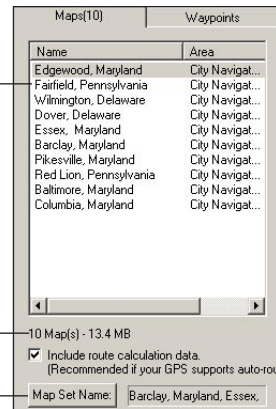 Maps(10) Waypoints
Name Area
Edgewood, Maryland City Navigat...
Fairfield, Pennsylvania City Navigat...
Wilmington, Delaware City Navigat...
Dover, Delaware City Navigat...
Essex, Maryland City Navigat...
Barclay, Maryland City Navigat...
Pikesville, Maryland City Navigat...
Red Lion, Pennsylvania City Navigat...
Baltimore, Maryland City Navigat...
Columbia, Maryland City Navigat...
10 Map(s) - 13.4 MB
Include route calculation data.
(Recommended if your GPS supports auto-rou
Map Set Name: Barclay, Maryland, Essex,